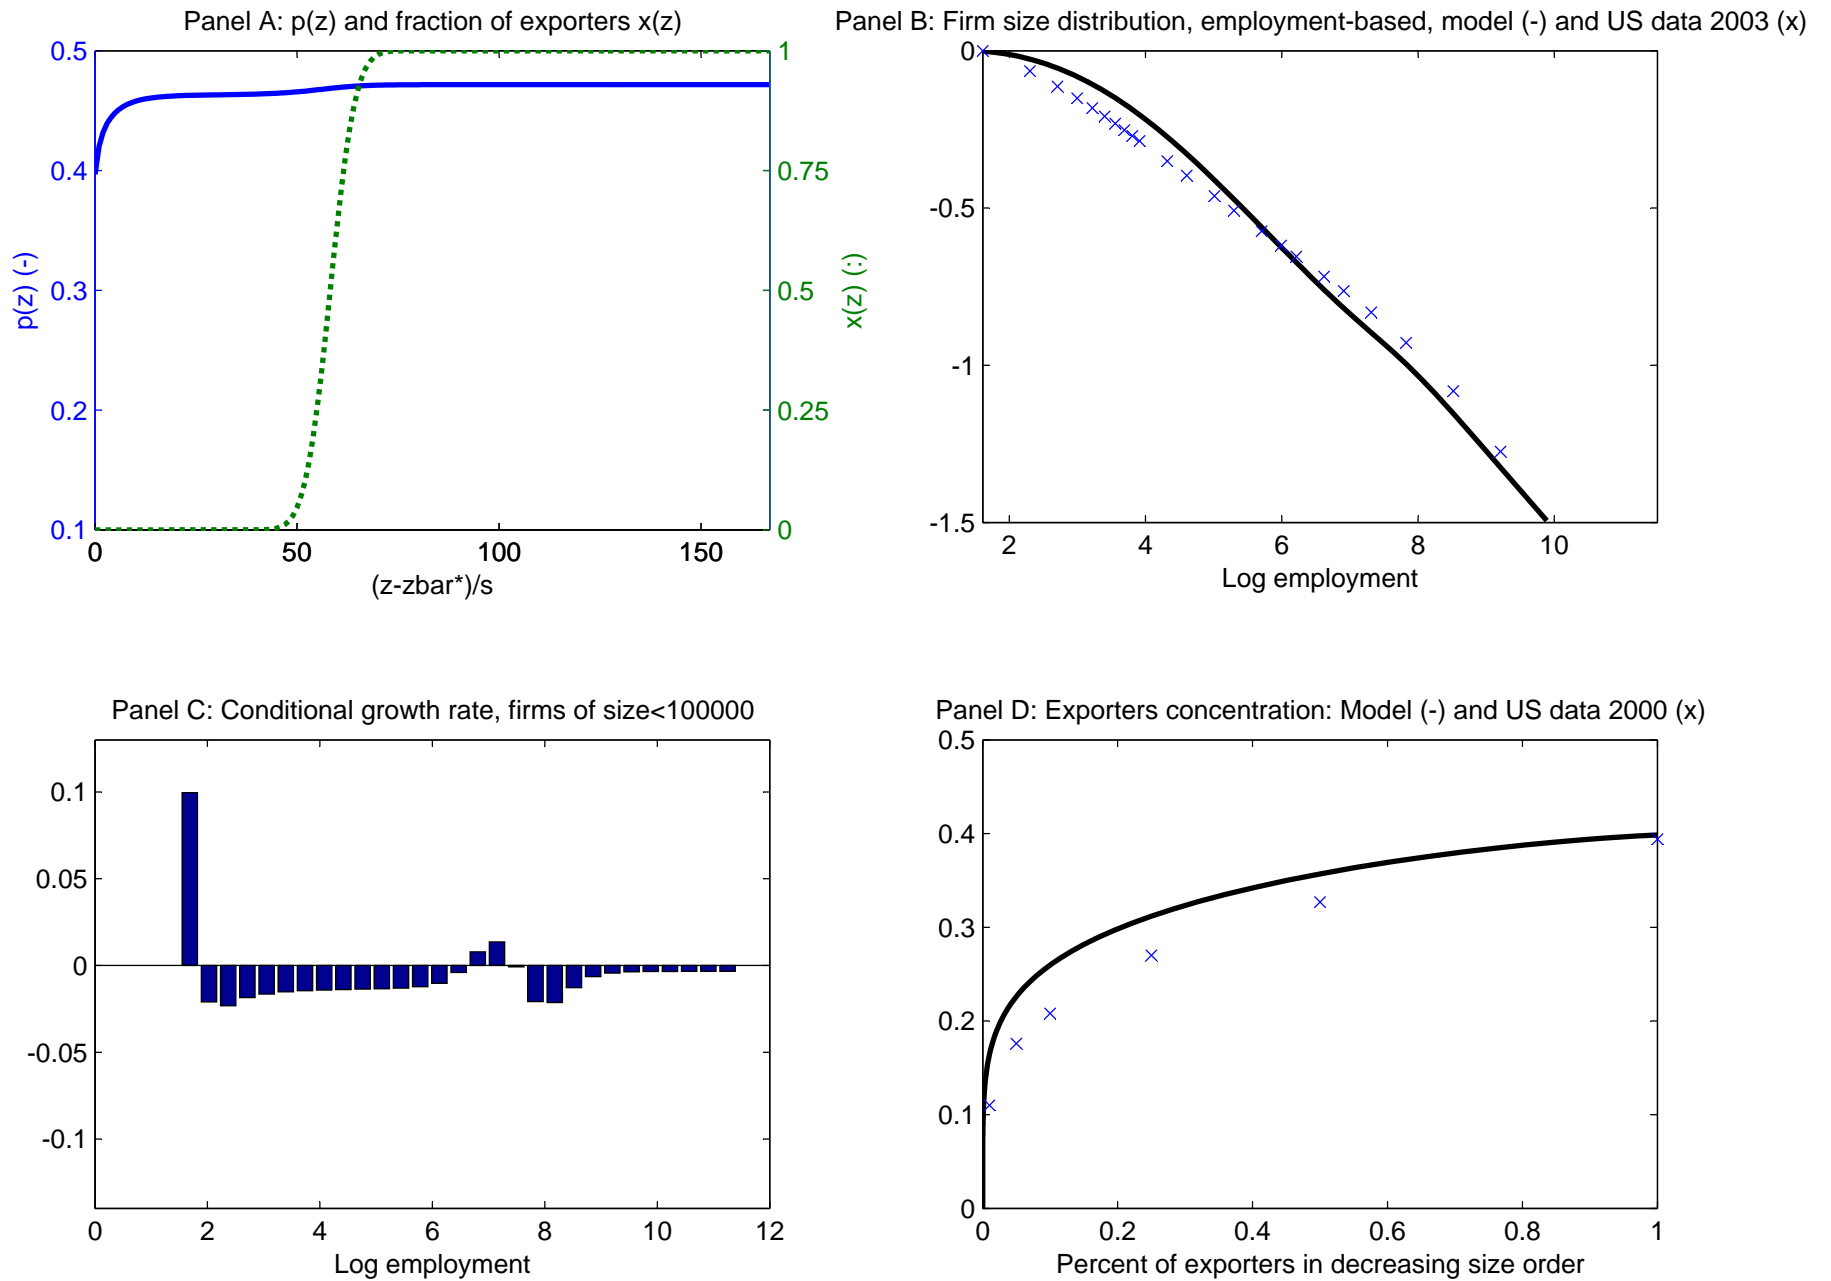 Panel A: p(z) and fraction of exporters x(z)
0.5
0.4
0.3
0.2
0.1
p(z) (-)
1
0.75
0.5
0.25
0
x(z) (:)
0 50 100 150
(z-zbar*)/s
Panel B: Firm size distribution, employment-based, model (-) and US data 2003 (x)
0
-0.5
-1
-1.5
2 4 6 8 10
Log employment
Panel C: Conditional growth rate, firms of size<100000
0.1
0.05
0
-0.05
-0.1
0 2 4 6 8 10 12
Log employment
Panel D: Exporters concentration: Model (-) and US data 2000 (x)
0.5
0.4
0.3
0.2
0.1
0
0 0.2 0.4 0.6 0.8 1
Percent of exporters in decreasing size order